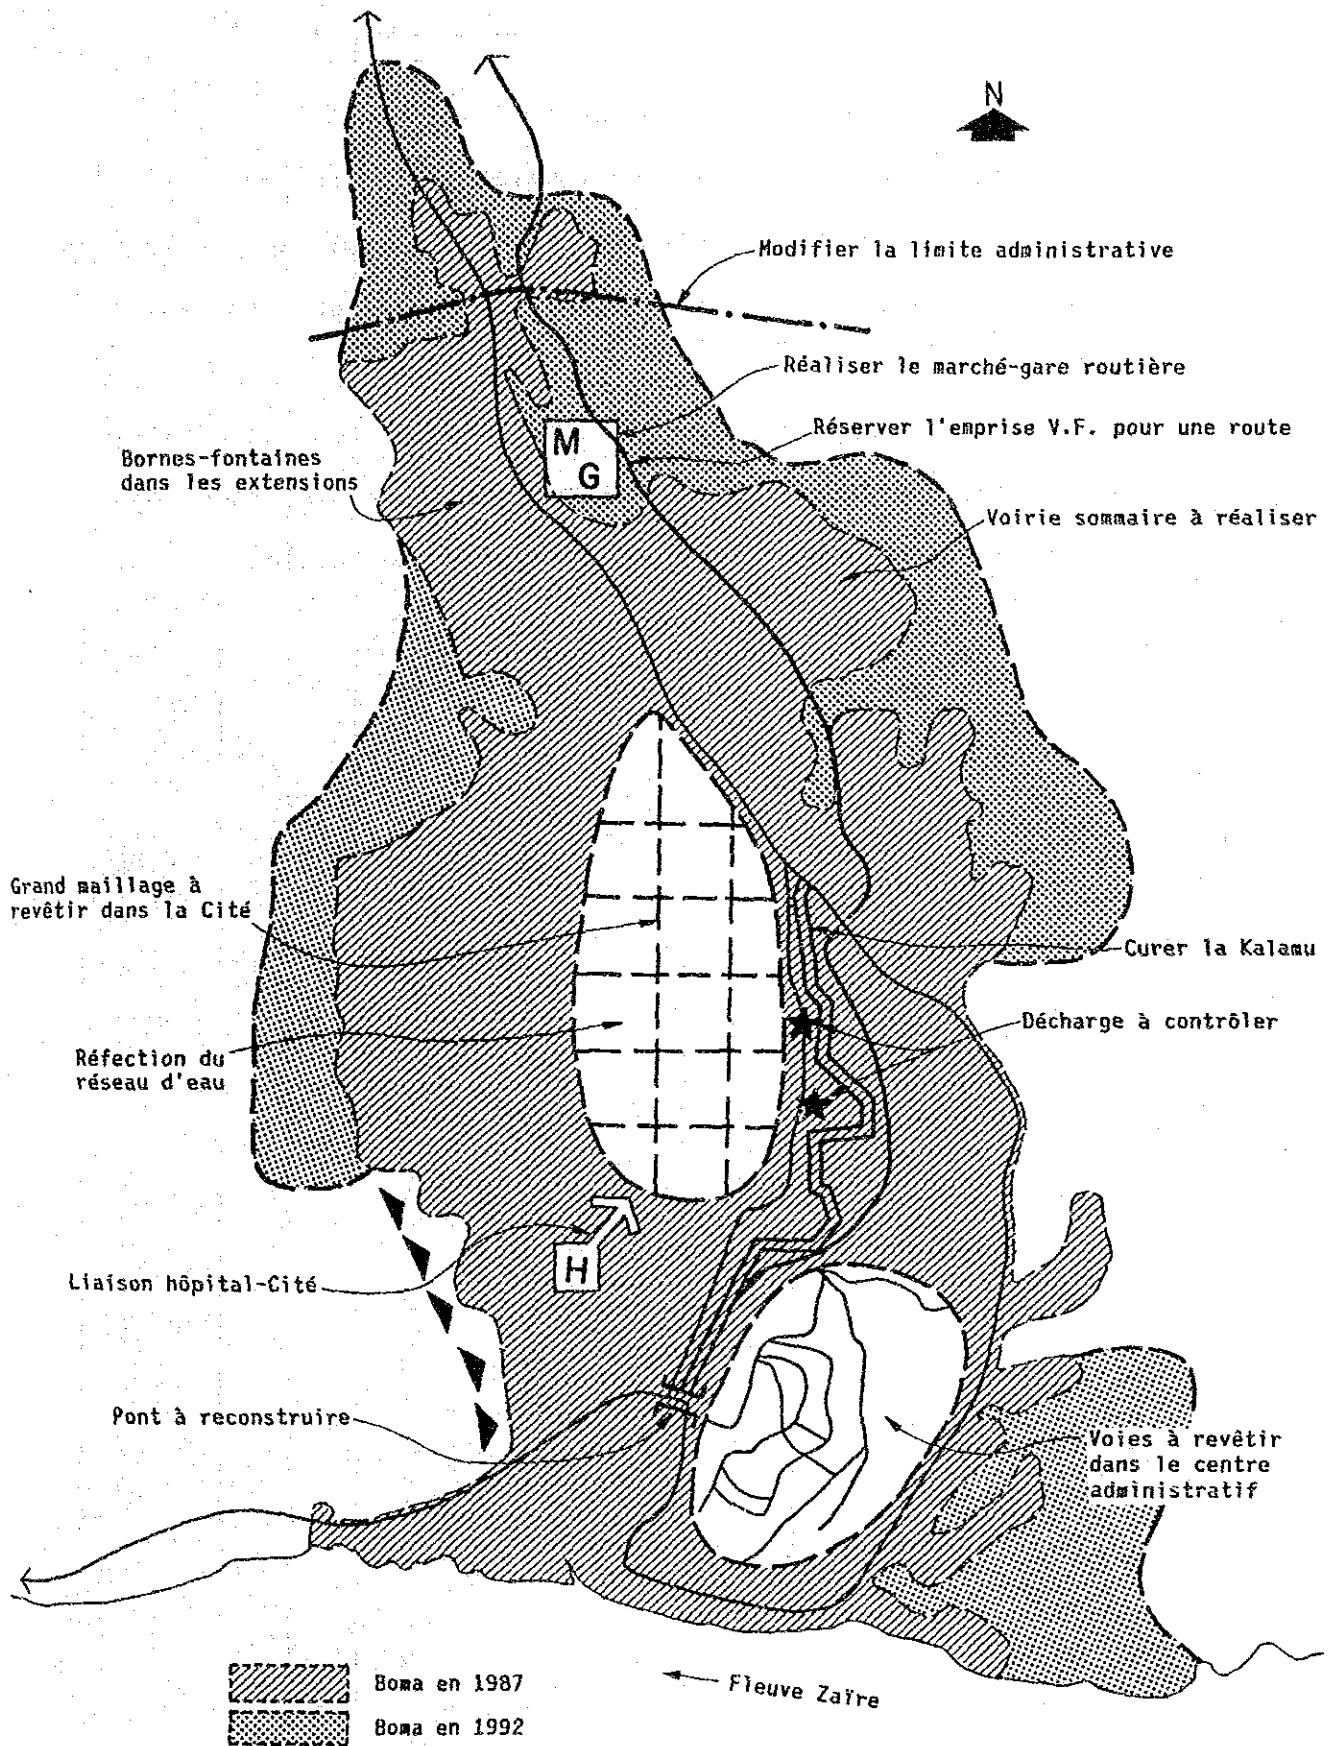 N
Modifier la limite administrative
Réaliser le marché-gare routière
M
G
Réserver l'emprise V.F. pour une route
Bornes-fontaines
dans les extensions
Voirie sommaire à réaliser
Grand maillage à
revêtir dans la Cité
Curer la Kalamu
Décharge à contrôler
Réfection du
réseau d'eau
H
Liaison hôpital-Cité
Pont à reconstruire
Voies à revêtir
dans le centre
administratif
Boma en 1987
Fleuve Zaïre
Boma en 1992